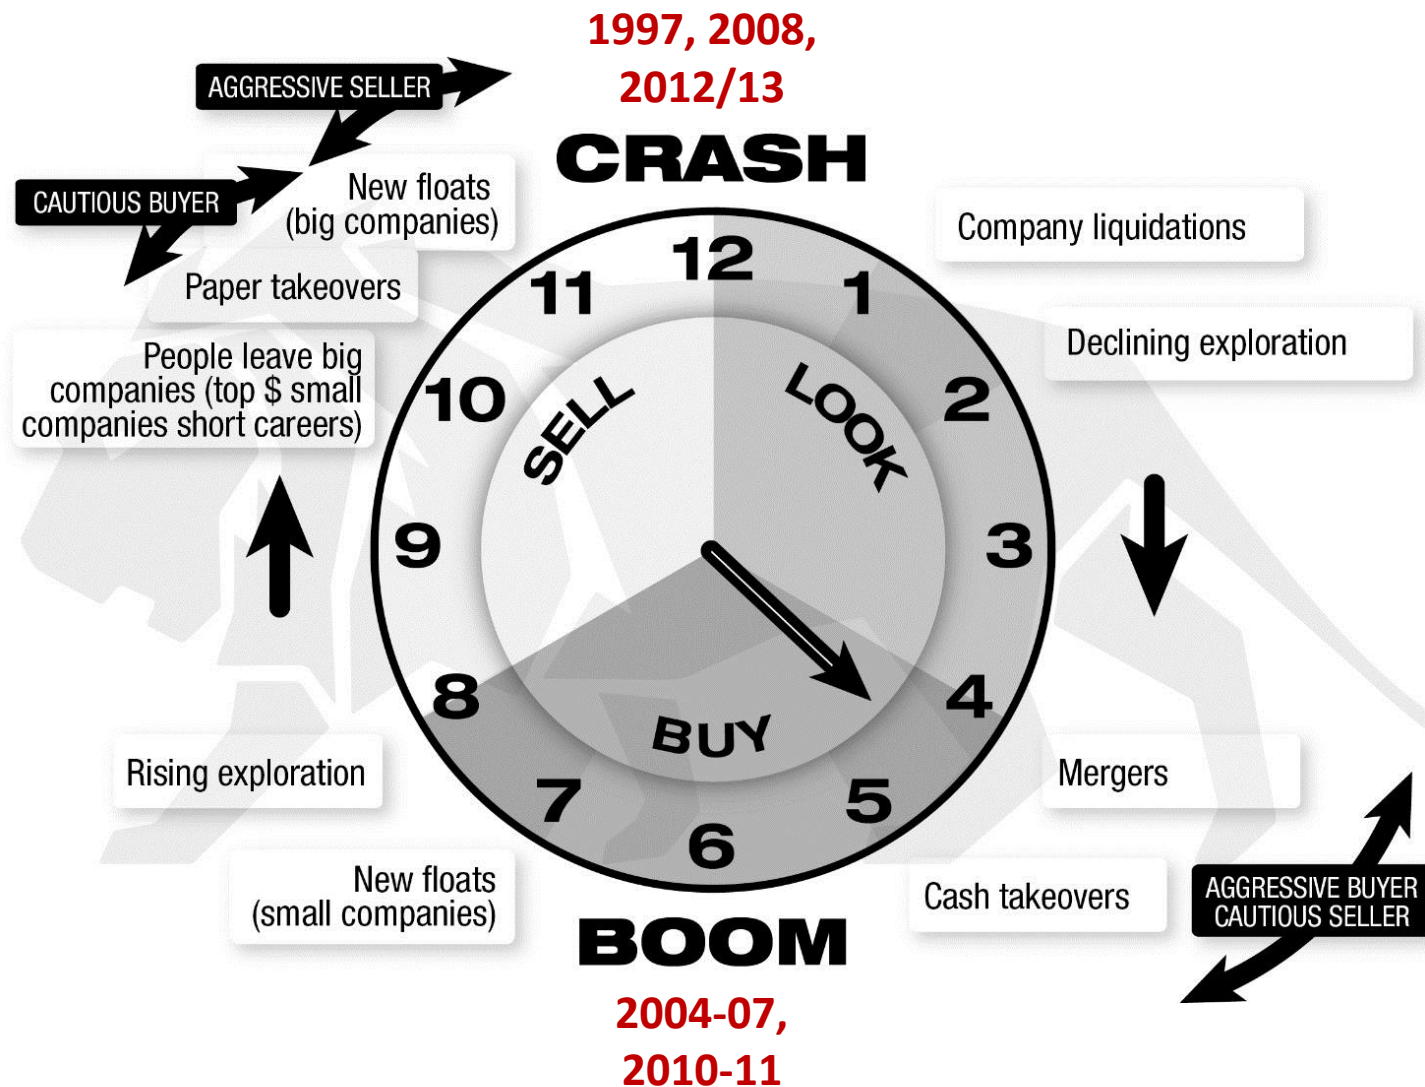 1997, 2008,
2012/13
CRASH
AGGRESSIVE SELLER
CAUTIOUS BUYER
New floats
(big companies)
Paper takeovers
People leave big
companies (top $ small
companies short careers)
Company liquidations
Declining exploration
12
1
2
3
4
5
6
7
8
9
10
11
SELL
LOOK
BUY
Rising exploration
New floats
(small companies)
Mergers
Cash takeovers
AGGRESSIVE BUYER
CAUTIOUS SELLER
BOOM
2004-07,
2010-11